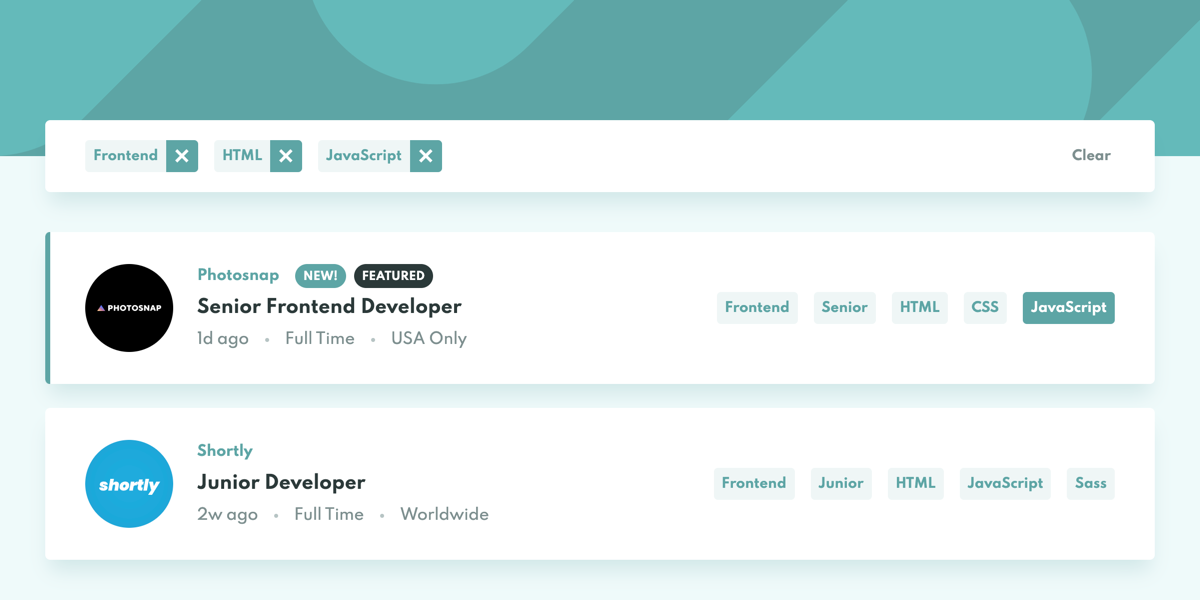 Frontend HTML JavaScript Clear
Photosnap NEW! FEATURED
PHOTOSNAP
Senior Frontend Developer
1d ago • Full Time • USA Only
Frontend Senior HTML CSS JavaScript
Shortly
shortly
Junior Developer
2w ago • Full Time • Worldwide
Frontend Junior HTML JavaScript Sass